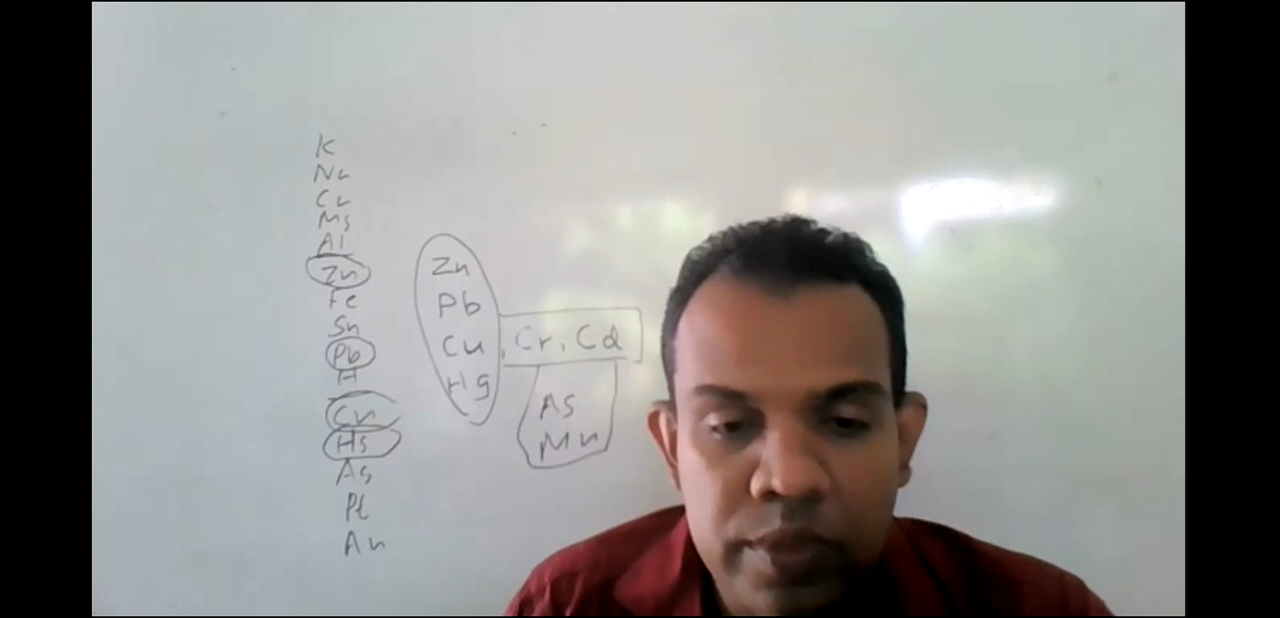 K
Na
Ca
Mg
Al
Zn
Fe
Sn
Pb
H
Cu
Hg
Ag
Pt
Au
Zn
Pb
Cu, Cr, Cd
Hg
As
Mn